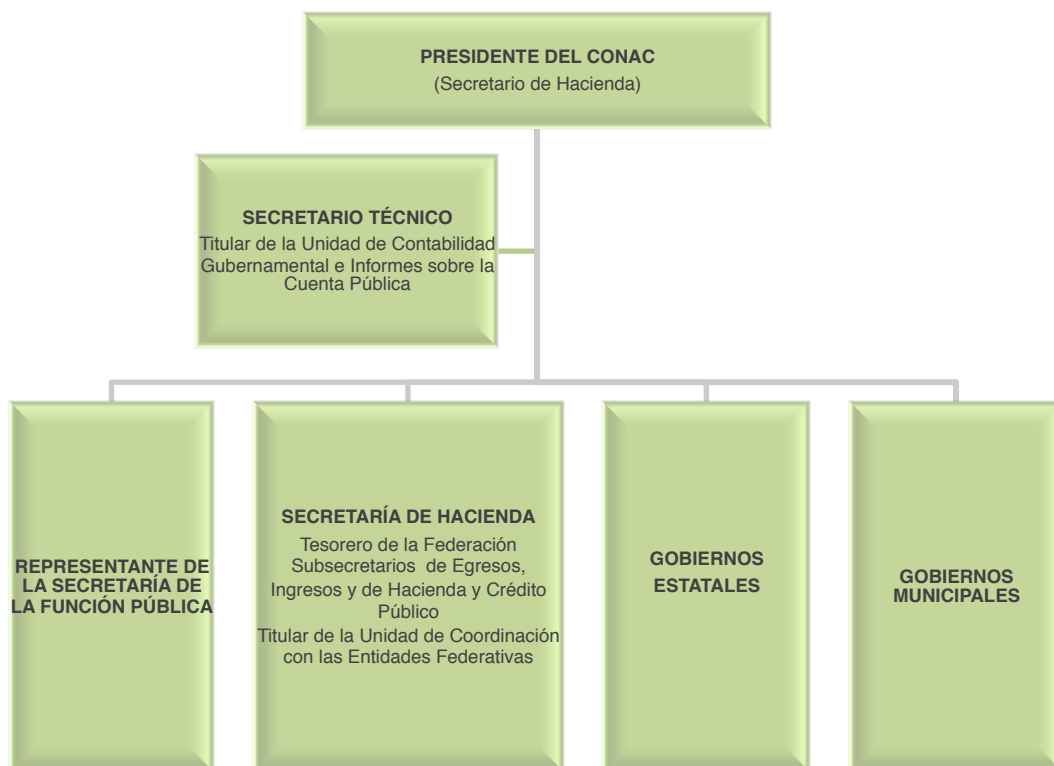 PRESIDENTE DEL CONAC
(Secretario de Hacienda)
SECRETARIO TÉCNICO
Titular de la Unidad de Contabilidad
Gubernamental e Informes sobre la
Cuenta Pública
REPRESENTANTE DE
LA SECRETARÍA DE
LA FUNCIÓN PÚBLICA
SECRETARÍA DE HACIENDA
Tesorero de la Federación
Subsecretarios de Egresos,
Ingresos y de Hacienda y Crédito
Público
Titular de la Unidad de Coordinación
con las Entidades Federativas
GOBIERNOS
ESTATALES
GOBIERNOS
MUNICIPALES